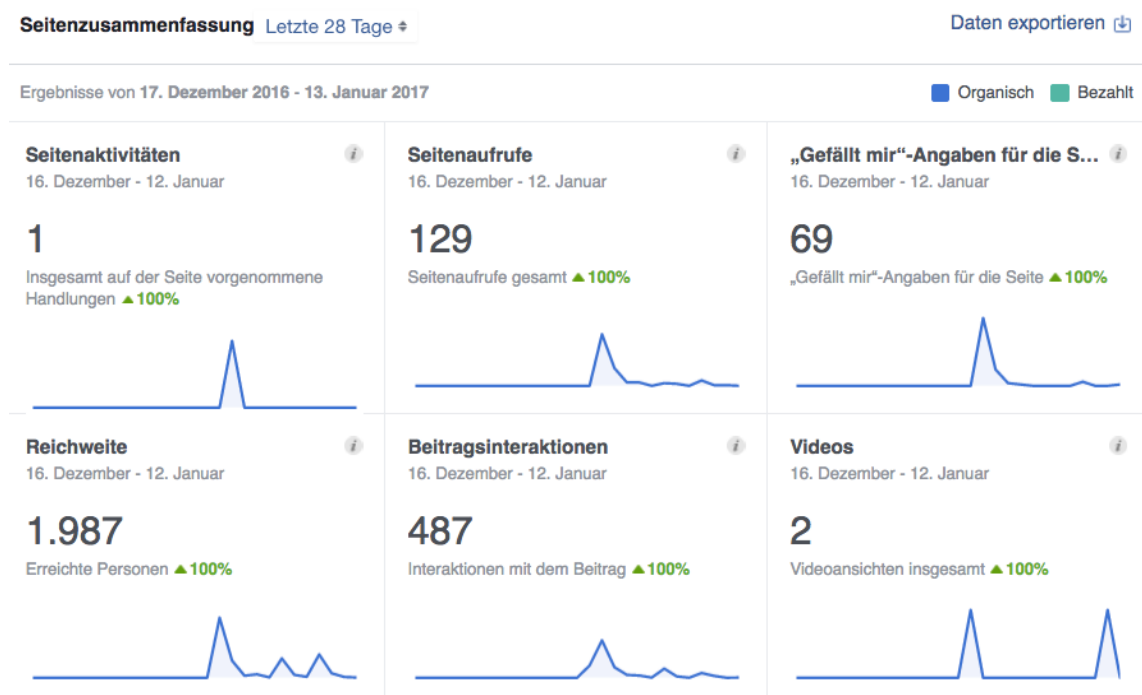 Seitenzusammenfassung Letzte 28 Tage
Daten exportieren
Ergebnisse von 17. Dezember 2016 - 13. Januar 2017
Organisch Bezahlt
Seitenaktivitäten
16. Dezember - 12. Januar
1
Insgesamt auf der Seite vorgenommene
Handlungen ▲100%
Seitenaufrufe
16. Dezember - 12. Januar
129
Seitenaufrufe gesamt ▲100%
„Gefällt mir“-Angaben für die S...
16. Dezember - 12. Januar
69
„Gefällt mir“-Angaben für die Seite ▲100%
Reichweite
16. Dezember - 12. Januar
1.987
Erreichte Personen ▲100%
Beitragsinteraktionen
16. Dezember - 12. Januar
487
Interaktionen mit dem Beitrag ▲100%
Videos
16. Dezember - 12. Januar
2
Videoansichten insgesamt ▲100%